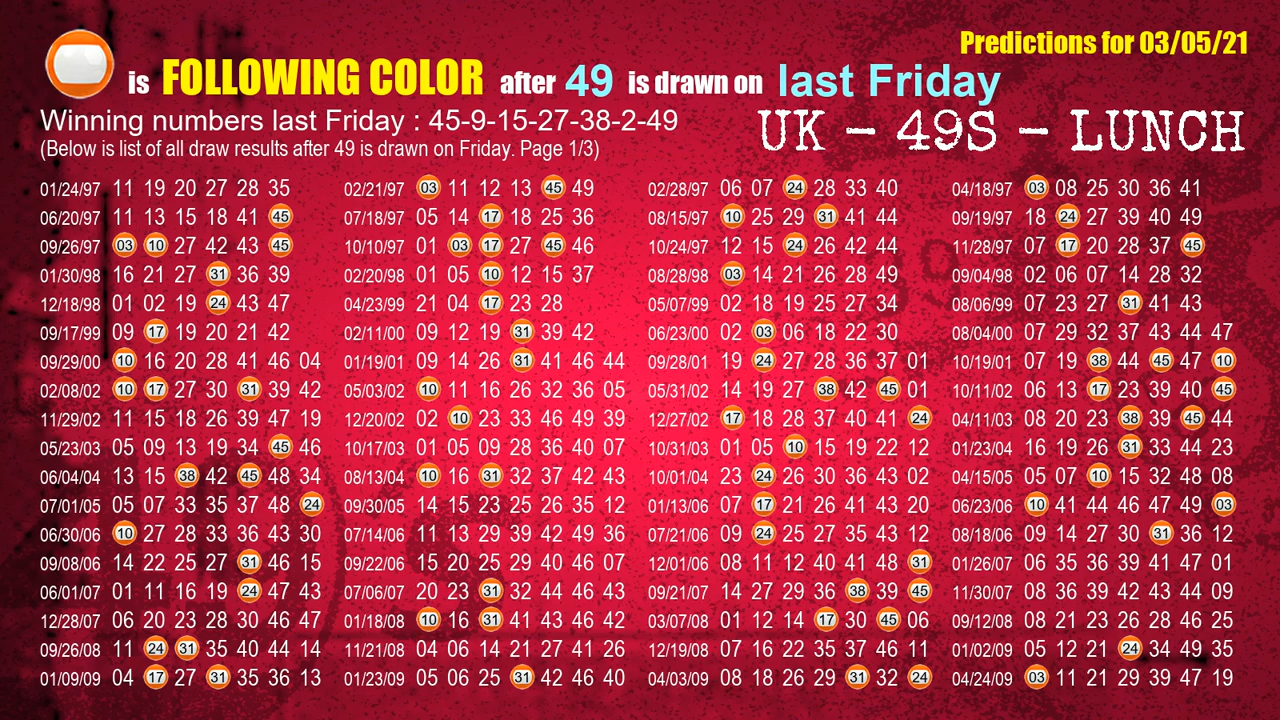 Predictions for 03/05/21
is FOLLOWING COLOR after 49 is drawn on last Friday
Winning numbers last Friday : 45-9-15-27-38-2-49
UK - 49S - LUNCH
(Below is list of all draw results after 49 is drawn on Friday. Page 1/3)
01/24/97 11 19 20 27 28 35 02/21/97 03 11 12 13 45 49 02/28/97 06 07 24 28 33 40 04/18/97 03 08 25 30 36 41
06/20/97 11 13 15 18 41 45 07/18/97 05 14 17 18 25 36 08/15/97 10 25 29 31 41 44 09/19/97 18 24 27 39 40 49
09/26/97 03 10 27 42 43 45 10/10/97 01 03 17 27 45 46 10/24/97 12 15 24 26 42 44 11/28/97 07 17 20 28 37 45
01/30/98 16 21 27 31 36 39 02/20/98 01 05 10 12 15 37 08/28/98 03 14 21 26 28 49 09/04/98 02 06 07 14 28 32
12/18/98 01 02 19 24 43 47 04/23/99 21 04 17 23 28 05/07/99 02 18 19 25 27 34 08/06/99 07 23 27 31 41 43
09/17/99 09 17 19 20 21 42 02/11/00 09 12 19 31 39 42 06/23/00 02 03 06 18 22 30 08/04/00 07 29 32 37 43 44 47
09/29/00 10 16 20 28 41 46 04 01/19/01 09 14 26 31 41 46 44 09/28/01 19 24 27 28 36 37 01 10/19/01 07 19 38 44 45 47 10
02/08/02 10 17 27 30 31 39 42 05/03/02 10 11 16 26 32 36 05 05/31/02 14 19 27 38 42 45 01 10/11/02 06 13 17 23 39 40 45
11/29/02 11 15 18 26 39 47 19 12/20/02 02 10 23 33 46 49 39 12/27/02 17 18 28 37 40 41 24 04/11/03 08 20 23 38 39 45 44
05/23/03 05 09 13 19 34 45 46 10/17/03 01 05 09 28 36 40 07 10/31/03 01 05 10 15 19 22 12 01/23/04 16 19 26 31 33 44 23
06/04/04 13 15 38 42 45 48 34 08/13/04 10 16 31 32 37 42 43 10/01/04 23 24 26 30 36 43 02 04/15/05 05 07 10 15 32 48 08
07/01/05 05 07 33 35 37 48 24 09/30/05 14 15 23 25 26 35 12 01/13/06 07 17 21 26 41 43 20 06/23/06 10 41 44 46 47 49 03
06/30/06 10 27 28 33 36 43 30 07/14/06 11 13 29 39 42 49 36 07/21/06 09 24 25 27 35 43 12 08/18/06 09 14 27 30 31 36 12
09/08/06 14 22 25 27 31 46 15 09/22/06 15 20 25 29 40 46 07 12/01/06 08 11 12 40 41 48 31 01/26/07 06 35 36 39 41 47 01
06/01/07 01 11 16 19 24 47 43 07/06/07 20 23 31 32 44 46 43 09/21/07 14 27 29 36 38 39 45 11/30/07 08 36 39 42 43 44 09
12/28/07 06 20 23 28 30 46 47 01/18/08 10 16 31 41 43 46 42 03/07/08 01 12 14 17 30 45 06 09/12/08 08 21 23 26 28 46 25
09/26/08 11 24 31 35 40 44 14 11/21/08 04 06 14 21 27 41 26 12/19/08 07 16 22 35 37 46 11 01/02/09 05 12 21 24 34 49 35
01/09/09 04 17 27 31 35 36 13 01/23/09 05 06 25 31 42 46 40 04/03/09 08 18 26 29 31 32 24 04/24/09 03 11 21 29 39 47 19